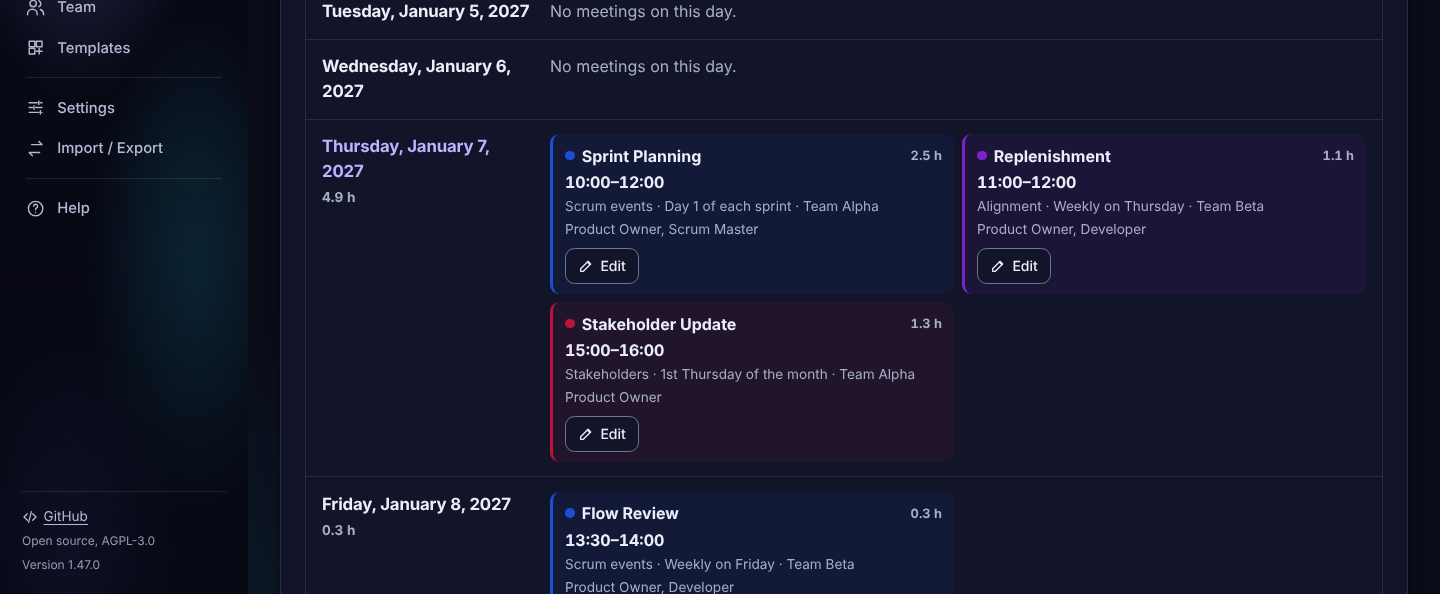 Team
Templates
Settings
Import / Export
Help
GitHub
Open source, AGPL-3.0
Version 1.47.0
Tuesday, January 5, 2027
No meetings on this day.
Wednesday, January 6,
2027
No meetings on this day.
Thursday, January 7,
2027
4.9 h
Sprint Planning
2.5 h
10:00–12:00
Scrum events · Day 1 of each sprint · Team Alpha
Product Owner, Scrum Master
Edit
Replenishment
1.1 h
11:00–12:00
Alignment · Weekly on Thursday · Team Beta
Product Owner, Developer
Edit
Stakeholder Update
1.3 h
15:00–16:00
Stakeholders · 1st Thursday of the month · Team Alpha
Product Owner
Edit
Friday, January 8, 2027
0.3 h
Flow Review
0.3 h
13:30–14:00
Scrum events · Weekly on Friday · Team Beta
Product Owner, Developer